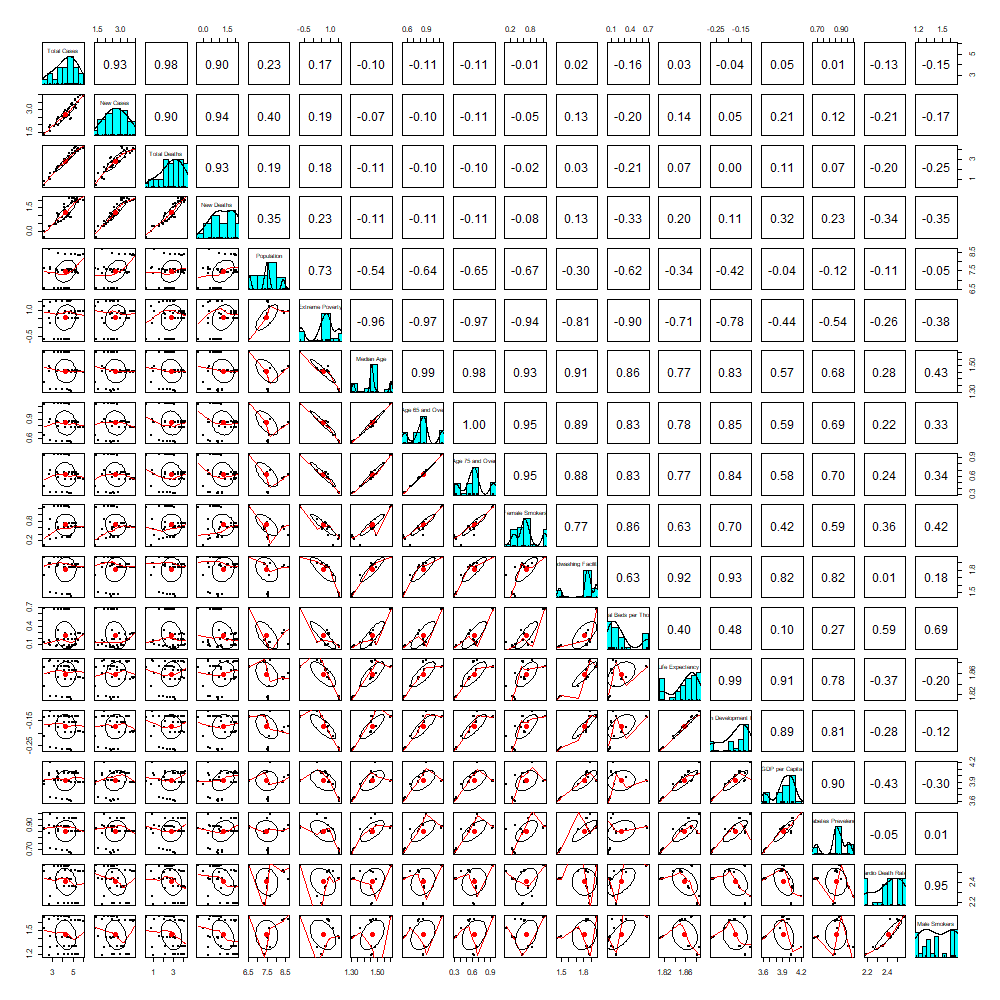 1.5 3.0 0.0 1.5 -0.5 1.0 0.6 0.9 0.2 0.8 0.1 0.4 0.7 -0.25 -0.15 0.70 0.90 1.2 1.5
Total Cases 0.93 0.98 0.90 0.23 0.17 -0.10 -0.11 -0.11 -0.01 0.02 -0.16 0.03 -0.04 0.05 0.01 -0.13 -0.15 3 5
1.5 3.0 New Cases 0.90 0.94 0.40 0.19 -0.07 -0.10 -0.11 -0.05 0.13 -0.20 0.14 0.05 0.21 0.12 -0.21 -0.17
Total Deaths 0.93 0.19 0.18 -0.11 -0.10 -0.10 -0.02 0.03 -0.21 0.07 0.00 0.11 0.07 -0.20 -0.25 1 3
0.0 1.5 New Deaths 0.35 0.23 -0.11 -0.11 -0.11 -0.08 0.13 -0.33 0.20 0.11 0.32 0.23 -0.34 -0.35
Population 0.73 -0.54 -0.64 -0.65 -0.67 -0.30 -0.62 -0.34 -0.42 -0.04 -0.12 -0.11 -0.05 6.5 7.5 8.5
-0.5 1.0 xtreme Poverty -0.96 -0.97 -0.97 -0.94 -0.81 -0.90 -0.71 -0.78 -0.44 -0.54 -0.26 -0.38
Median Age 0.99 0.98 0.93 0.91 0.86 0.77 0.83 0.57 0.68 0.28 0.43 1.30 1.50
0.6 0.9 Age 65 and Ove 1.00 0.95 0.89 0.83 0.78 0.85 0.59 0.69 0.22 0.33
Age 75 and Ove 0.95 0.88 0.83 0.77 0.84 0.58 0.70 0.24 0.34 0.3 0.6 0.9
0.2 0.8 emale Smokers 0.77 0.86 0.63 0.70 0.42 0.59 0.36 0.42
dwashing Facilit 0.63 0.92 0.93 0.82 0.82 0.01 0.18 1.5 1.8
0.1 0.4 0.7 al Beds per Tho 0.40 0.48 0.10 0.27 0.59 0.69
ife Expectancy 0.99 0.91 0.78 -0.37 -0.20 1.82 1.86
-0.25 -0.15 n Development I 0.89 0.81 -0.28 -0.12
GDP per Capita 0.90 -0.43 -0.30 3.6 3.9 4.2
0.70 0.90 abetes Prevalen -0.05 0.01
ardio Death Rate 0.95 2.2 2.4
1.2 1.5 Male Smokers
3 5 1 3 6.5 7.5 8.5 1.30 1.50 0.3 0.6 0.9 1.5 1.8 1.82 1.86 3.6 3.9 4.2 2.2 2.4